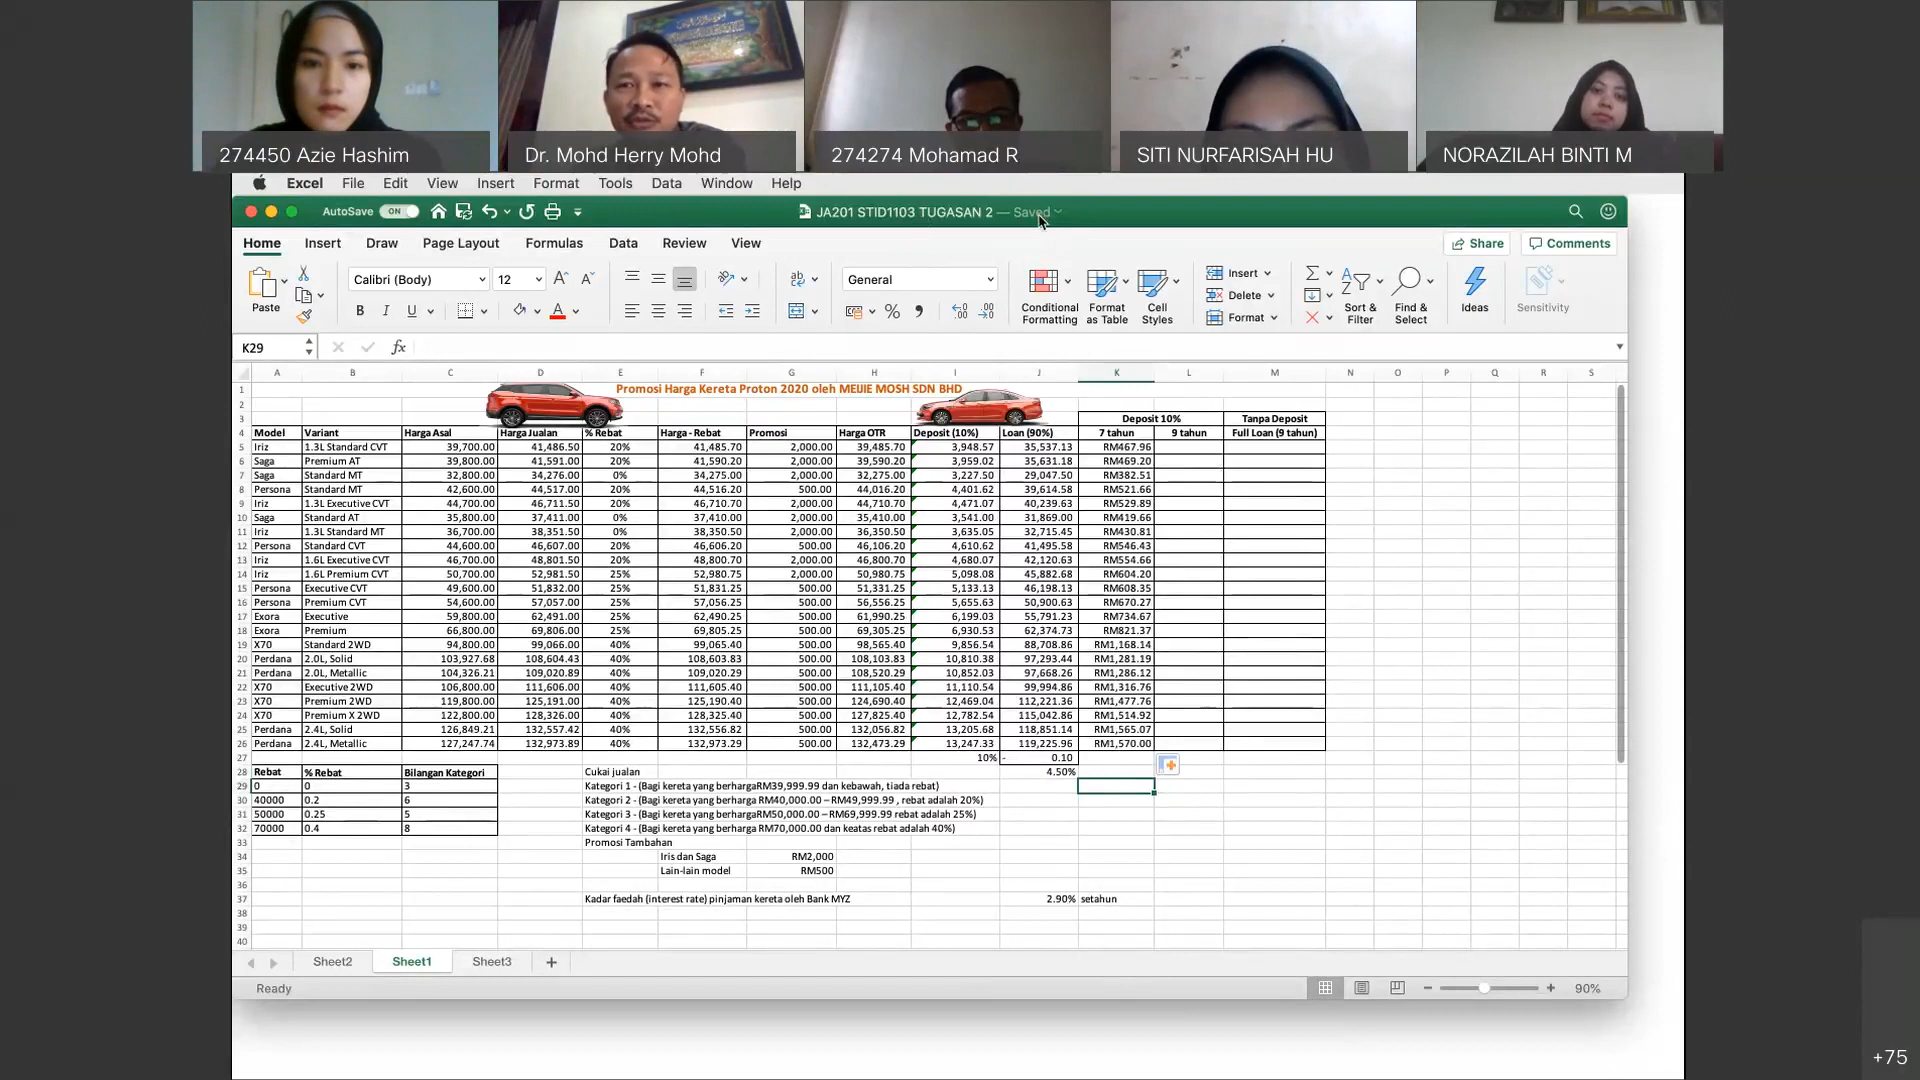 274450 Azie Hashim
Dr. Mohd Herry Mohd
274274 Mohamad R
SITI NURFARISAH HU
NORAZILAH BINTI M
Excel File Edit View Insert Format Tools Data Window Help
AutoSave ON
JA201 STID1103 TUGASAN 2 — Saved
Home Insert Draw Page Layout Formulas Data Review View Share Comments
Paste Calibri (Body) 12 General
B I U
Conditional Formatting
Format as Table
Cell Styles
Insert
Delete
Format
Sort & Filter
Find & Select
Ideas
Sensitivity
K29 fx
A B C D E F G H I J K L M N O P Q R S
1 Promosi Harga Kereta Proton 2020 oleh MEIJIE MOSH SDN BHD
2
3 Deposit 10% Tanpa Deposit
4 Model Variant Harga Asal Harga Jualan % Rebat Harga - Rebat Promosi Harga OTR Deposit (10%) Loan (90%) 7 tahun 9 tahun Full Loan (9 tahun)
5 Iriz 1.3L Standard CVT 39,700.00 41,486.50 20% 41,485.70 2,000.00 39,485.70 3,948.57 35,537.13 RM467.96
6 Saga Premium AT 39,800.00 41,591.00 20% 41,590.20 2,000.00 39,590.20 3,959.02 35,631.18 RM469.20
7 Saga Standard MT 32,800.00 34,276.00 0% 34,275.00 2,000.00 32,275.00 3,227.50 29,047.50 RM382.51
8 Persona Standard MT 42,600.00 44,517.00 20% 44,516.20 500.00 44,016.20 4,401.62 39,614.58 RM521.66
9 Iriz 1.3L Executive CVT 44,700.00 46,711.50 20% 46,710.70 2,000.00 44,710.70 4,471.07 40,239.63 RM529.89
10 Saga Standard AT 35,800.00 37,411.00 0% 37,410.00 2,000.00 35,410.00 3,541.00 31,869.00 RM419.66
11 Iriz 1.3L Standard MT 36,700.00 38,351.50 0% 38,350.50 2,000.00 36,350.50 3,635.05 32,715.45 RM430.81
12 Persona Standard CVT 44,600.00 46,607.00 20% 46,606.20 500.00 46,106.20 4,610.62 41,495.58 RM546.43
13 Iriz 1.6L Executive CVT 46,700.00 48,801.50 20% 48,800.70 2,000.00 46,800.70 4,680.07 42,120.63 RM554.66
14 Iriz 1.6L Premium CVT 50,700.00 52,981.50 25% 52,980.75 2,000.00 50,980.75 5,098.08 45,882.68 RM604.20
15 Persona Executive CVT 49,600.00 51,832.00 25% 51,831.25 500.00 51,331.25 5,133.13 46,198.13 RM608.35
16 Persona Premium CVT 54,600.00 57,057.00 25% 57,056.25 500.00 56,556.25 5,655.63 50,900.63 RM670.27
17 Exora Executive 59,800.00 62,491.00 25% 62,490.25 500.00 61,990.25 6,199.03 55,791.23 RM734.67
18 Exora Premium 66,800.00 69,806.00 25% 69,805.25 500.00 69,305.25 6,930.53 62,374.73 RM821.37
19 X70 Standard 2WD 94,800.00 99,066.00 40% 99,065.40 500.00 98,565.40 9,856.54 88,708.86 RM1,168.14
20 Perdana 2.0L, Solid 103,927.68 108,604.43 40% 108,603.83 500.00 108,103.83 10,810.38 97,293.44 RM1,281.19
21 Perdana 2.0L, Metallic 104,326.21 109,020.89 40% 109,020.29 500.00 108,520.29 10,852.03 97,668.26 RM1,286.12
22 X70 Executive 2WD 106,800.00 111,606.00 40% 111,605.40 500.00 111,105.40 11,110.54 99,994.86 RM1,316.76
23 X70 Premium 2WD 119,800.00 125,191.00 40% 125,190.40 500.00 124,690.40 12,469.04 112,221.36 RM1,477.76
24 X70 Premium X 2WD 122,800.00 128,326.00 40% 128,325.40 500.00 127,825.40 12,782.54 115,042.86 RM1,514.92
25 Perdana 2.4L, Solid 126,849.21 132,557.42 40% 132,556.82 500.00 132,056.82 13,205.68 118,851.14 RM1,565.07
26 Perdana 2.4L, Metallic 127,247.74 132,973.89 40% 132,973.29 500.00 132,473.29 13,247.33 119,225.96 RM1,570.00
27 10% - 0.10
28 Rebat % Rebat Bilangan Kategori Cukai jualan 4.50%
29 0 0 3 Kategori 1 - (Bagi kereta yang berhargaRM39,999.99 dan kebawah, tiada rebat)
30 40000 0.2 6 Kategori 2 - (Bagi kereta yang berharga RM40,000.00 – RM49,999.99 , rebat adalah 20%)
31 50000 0.25 5 Kategori 3 - (Bagi kereta yang berhargaRM50,000.00 – RM69,999.99 rebat adalah 25%)
32 70000 0.4 8 Kategori 4 - (Bagi kereta yang berharga RM70,000.00 dan keatas rebat adalah 40%)
33 Promosi Tambahan
34 Iris dan Saga RM2,000
35 Lain-lain model RM500
36
37 Kadar faedah (interest rate) pinjaman kereta oleh Bank MYZ 2.90% setahun
38
39
40
Sheet2 Sheet1 Sheet3 +
Ready 90%
+75